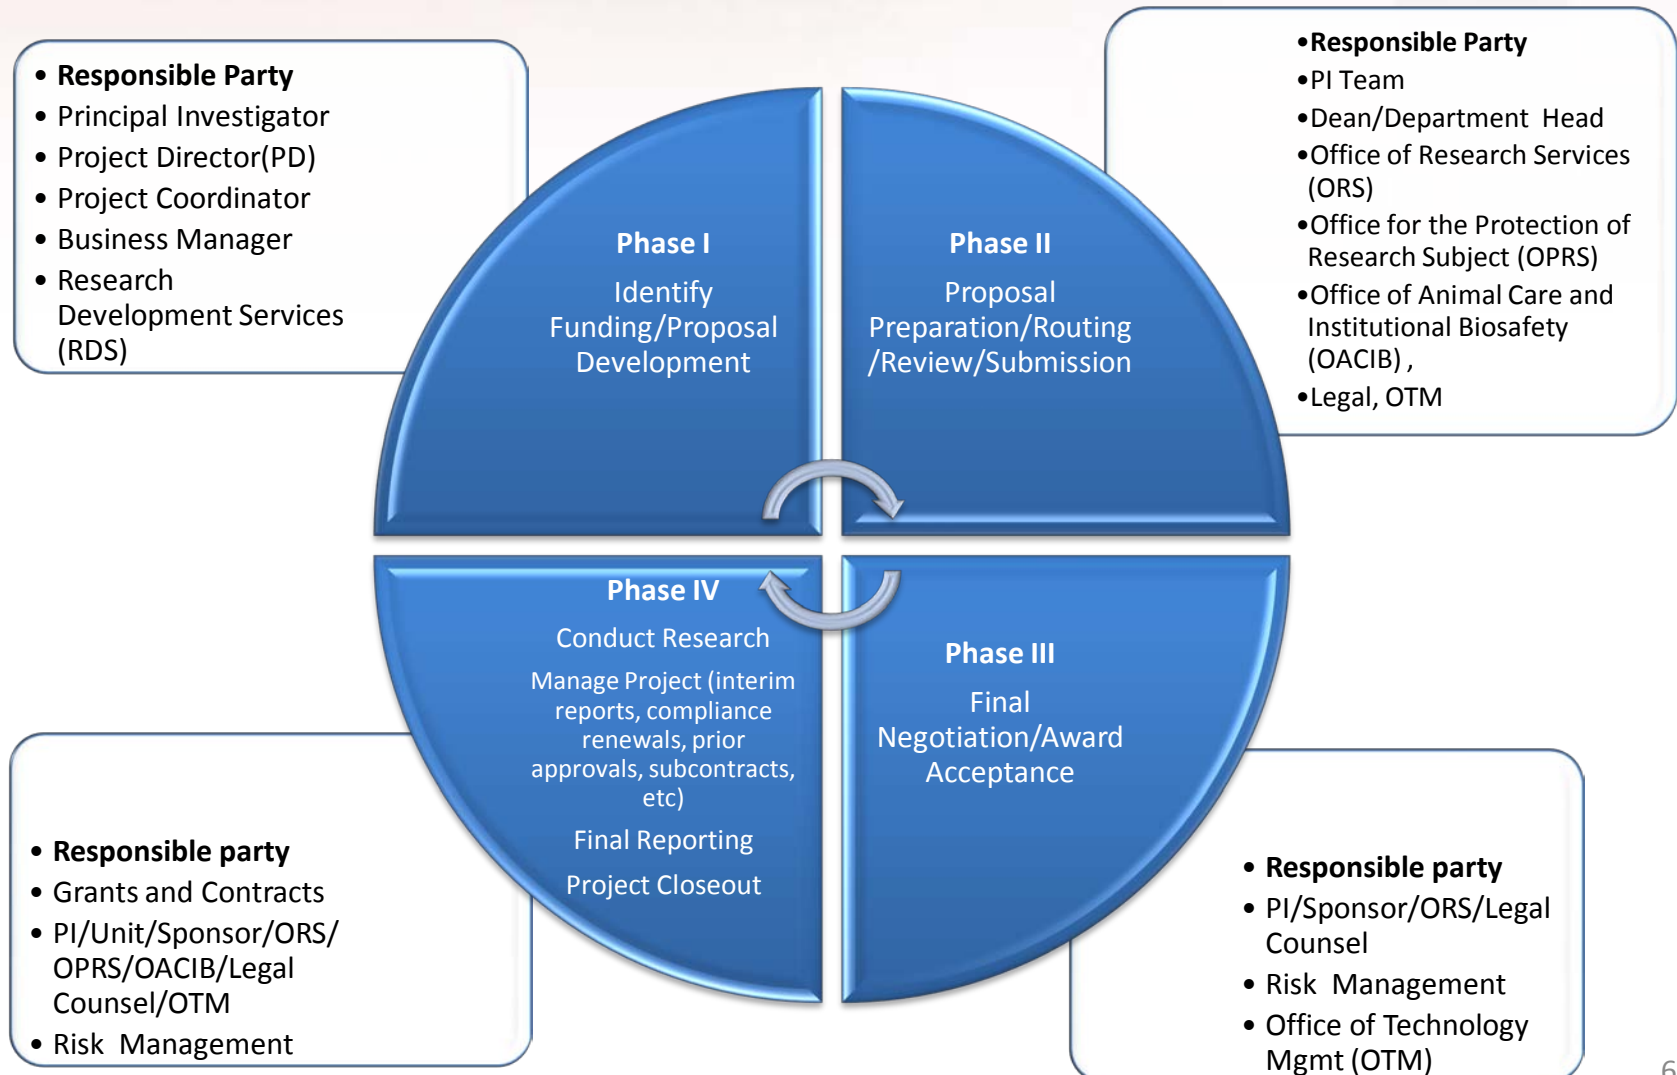 • Responsible Party
• Principal Investigator
• Project Director(PD)
• Project Coordinator
• Business Manager
• Research
Development Services
(RDS)
•Responsible Party
•PI Team
•Dean/Department Head
•Office of Research Services
(ORS)
•Office for the Protection of
Research Subject (OPRS)
•Office of Animal Care and
Institutional Biosafety
(OACIB) ,
•Legal, OTM
Phase I
Identify
Funding/Proposal
Development
Phase II
Proposal
Preparation/Routing
/Review/Submission
Phase IV
Conduct Research
Manage Project (interim
reports, compliance
renewals, prior
approvals, subcontracts,
etc)
Final Reporting
Project Closeout
Phase III
Final
Negotiation/Award
Acceptance
• Responsible party
• Grants and Contracts
• PI/Unit/Sponsor/ORS/
OPRS/OACIB/Legal
Counsel/OTM
• Risk Management
• Responsible party
• PI/Sponsor/ORS/Legal
Counsel
• Risk Management
• Office of Technology
Mgmt (OTM)
6